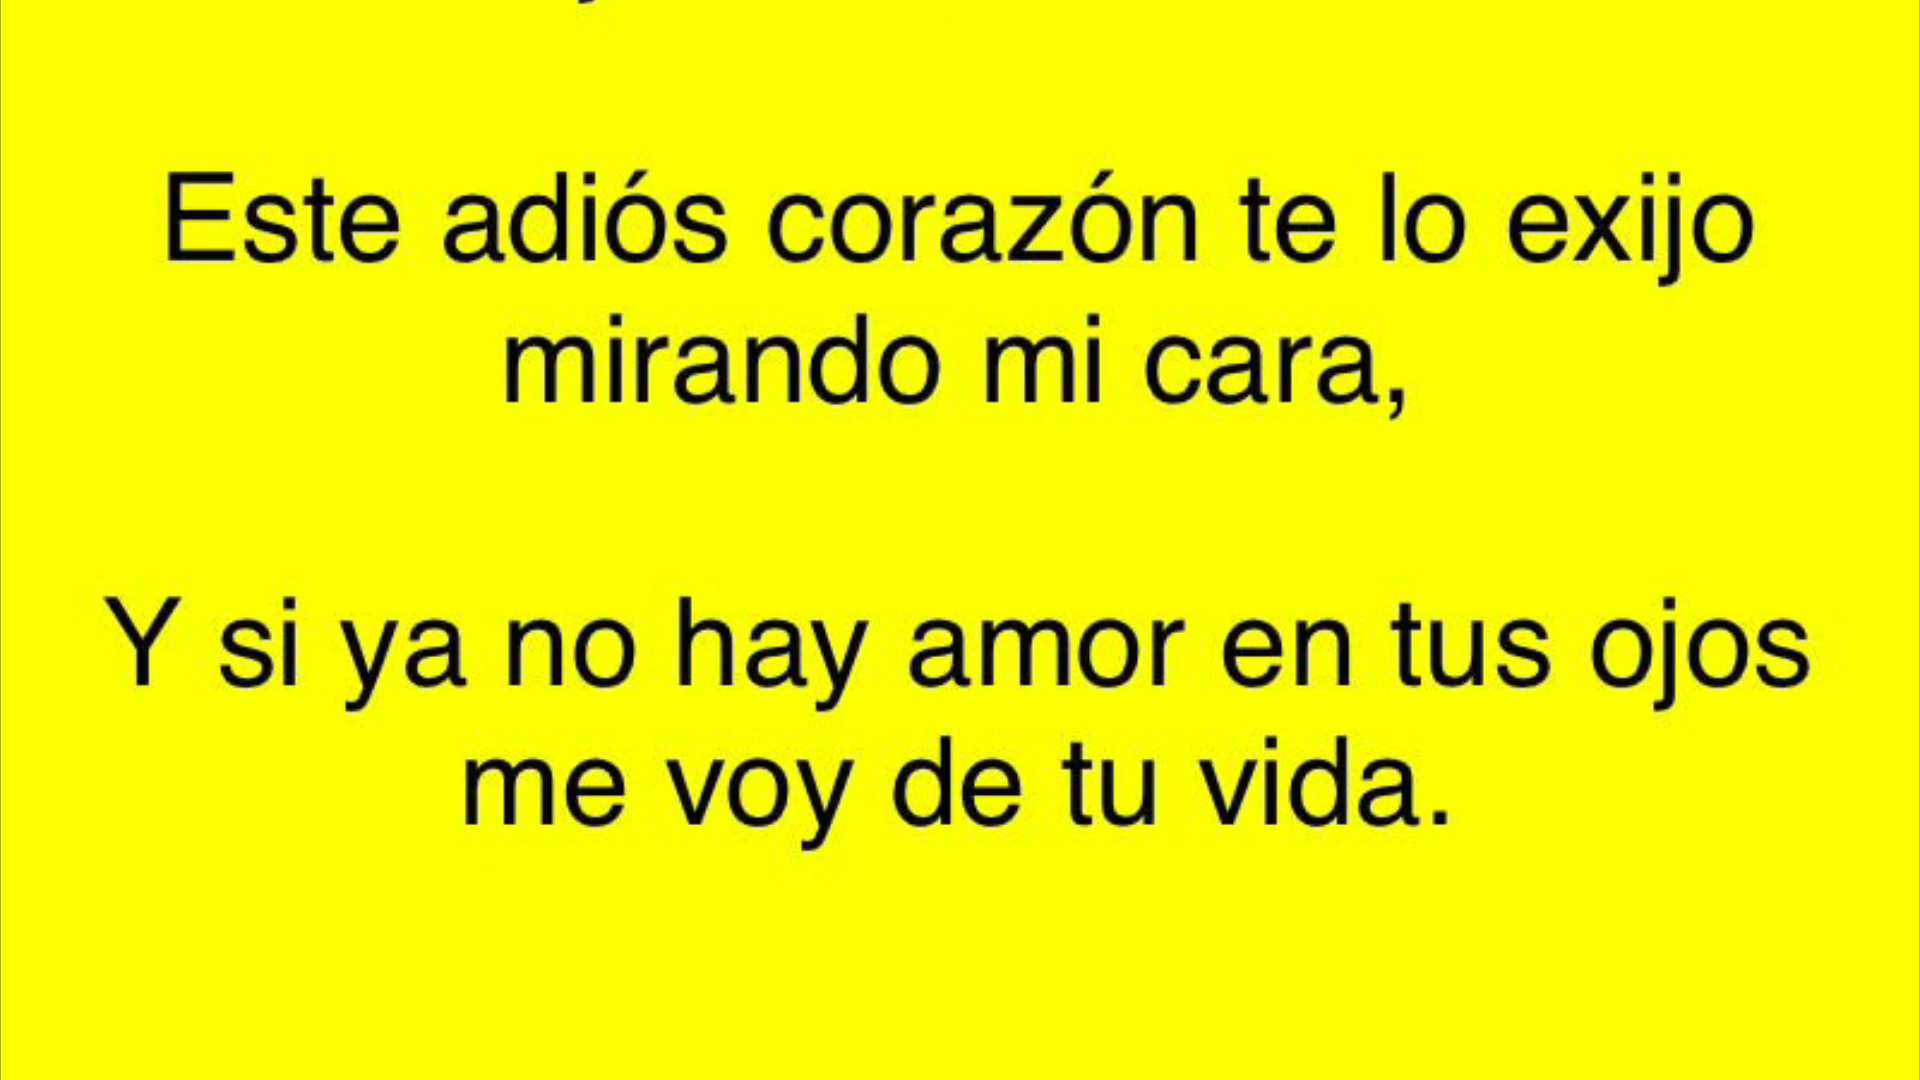 Este adiós corazón te lo exijo
mirando mi cara,
Y si ya no hay amor en tus ojos
me voy de tu vida.